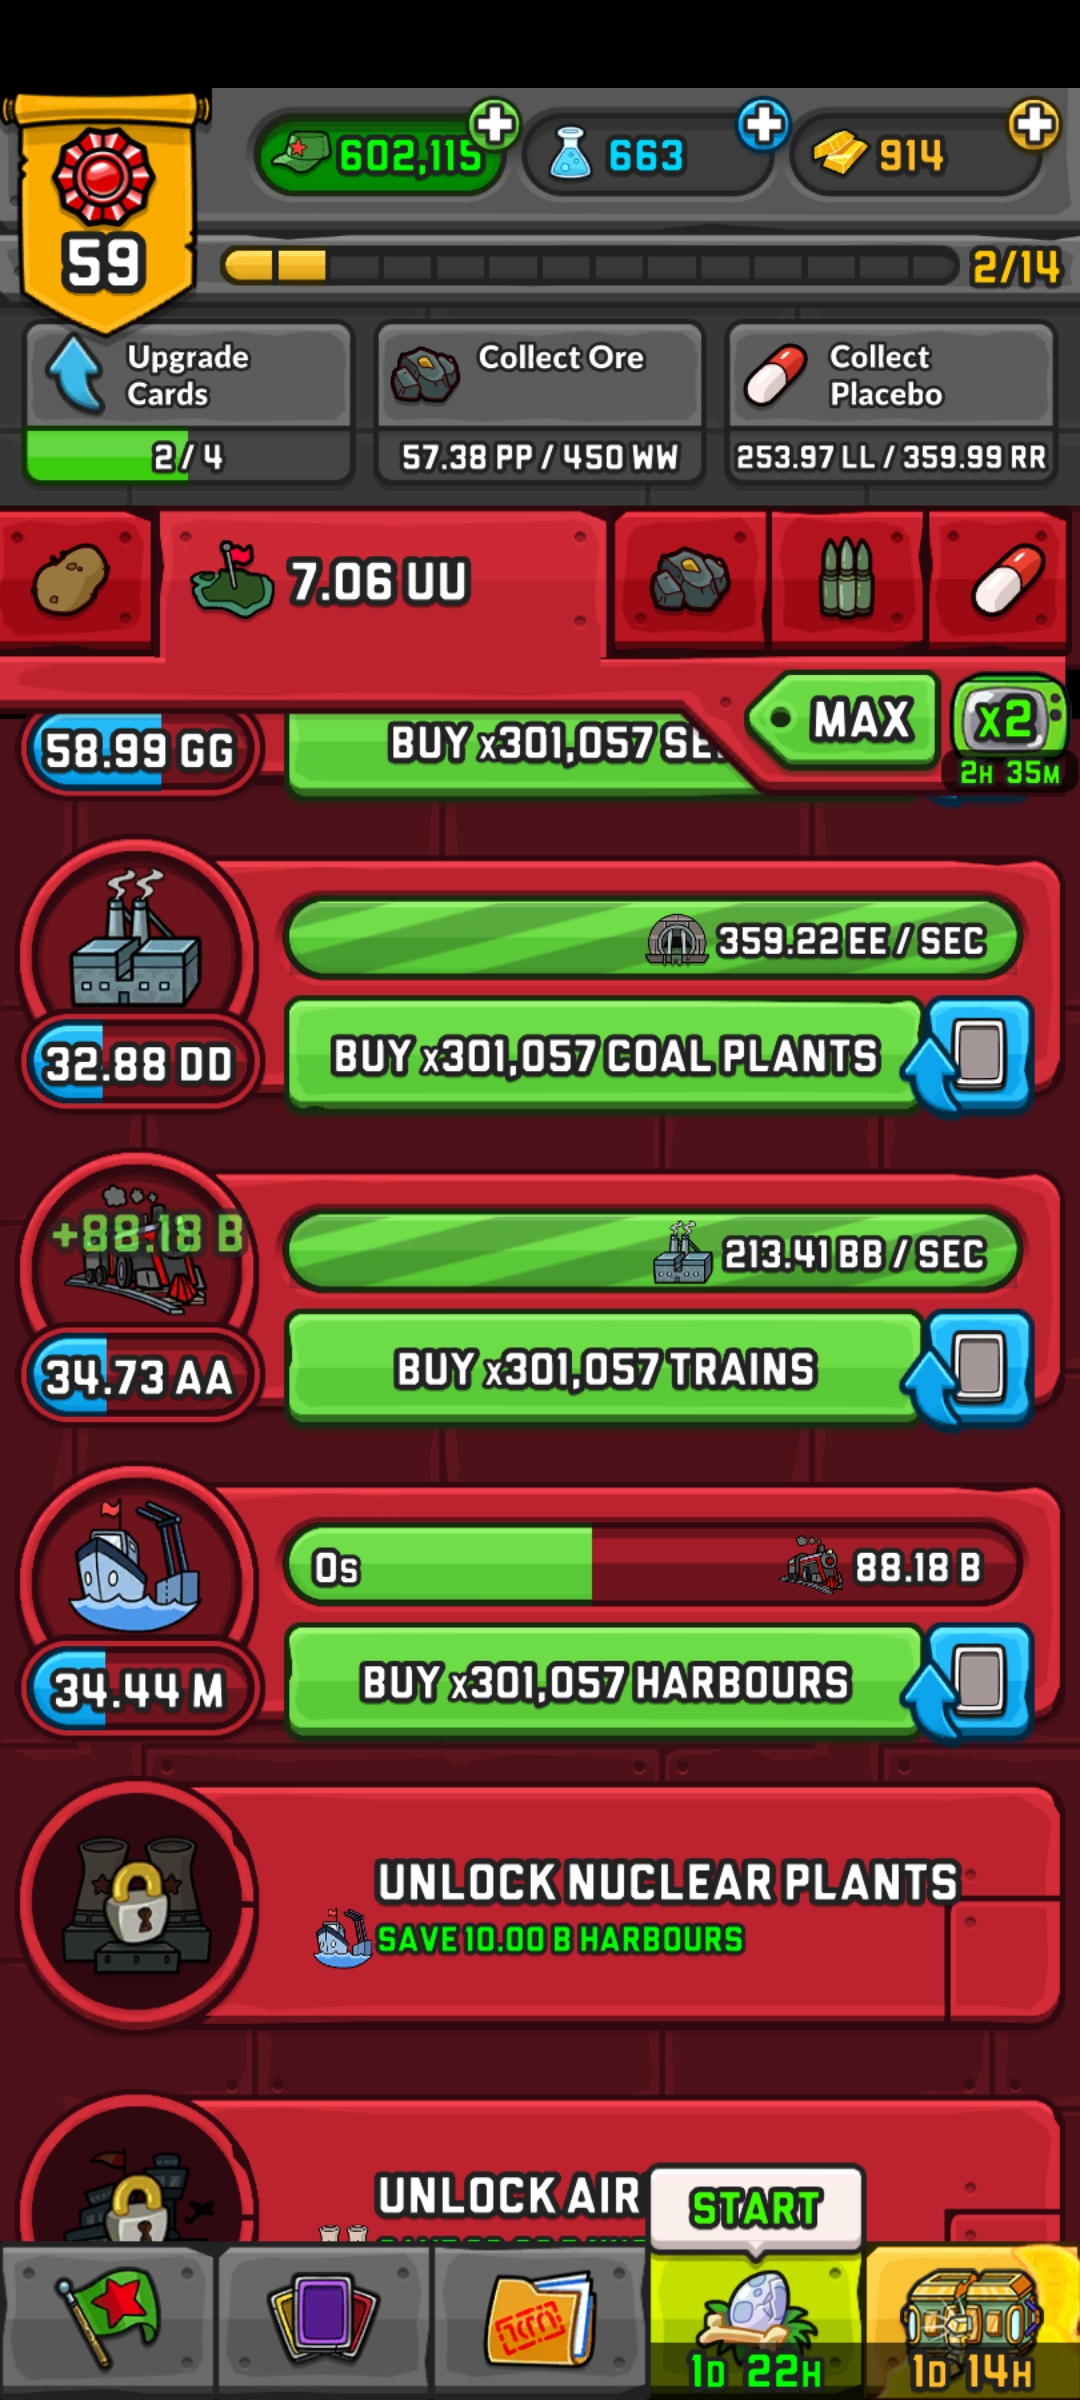 602,115
663
914
59
2/14
Upgrade
Cards
2/4
Collect Ore
57.38 PP / 450 WW
Collect
Placebo
253.97 LL / 359.99 RR
7.06 UU
MAX
x2
2H 35M
58.99 GG
BUY x301,057
359.22 EE / SEC
32.88 DD
BUY x301,057 COAL PLANTS
+88.18 B
213.41 BB / SEC
34.73 AA
BUY x301,057 TRAINS
0s
88.18 B
34.44 M
BUY x301,057 HARBOURS
UNLOCK NUCLEAR PLANTS
SAVE 10.00 B HARBOURS
UNLOCK AIR
START
1D 22H
1D 14H